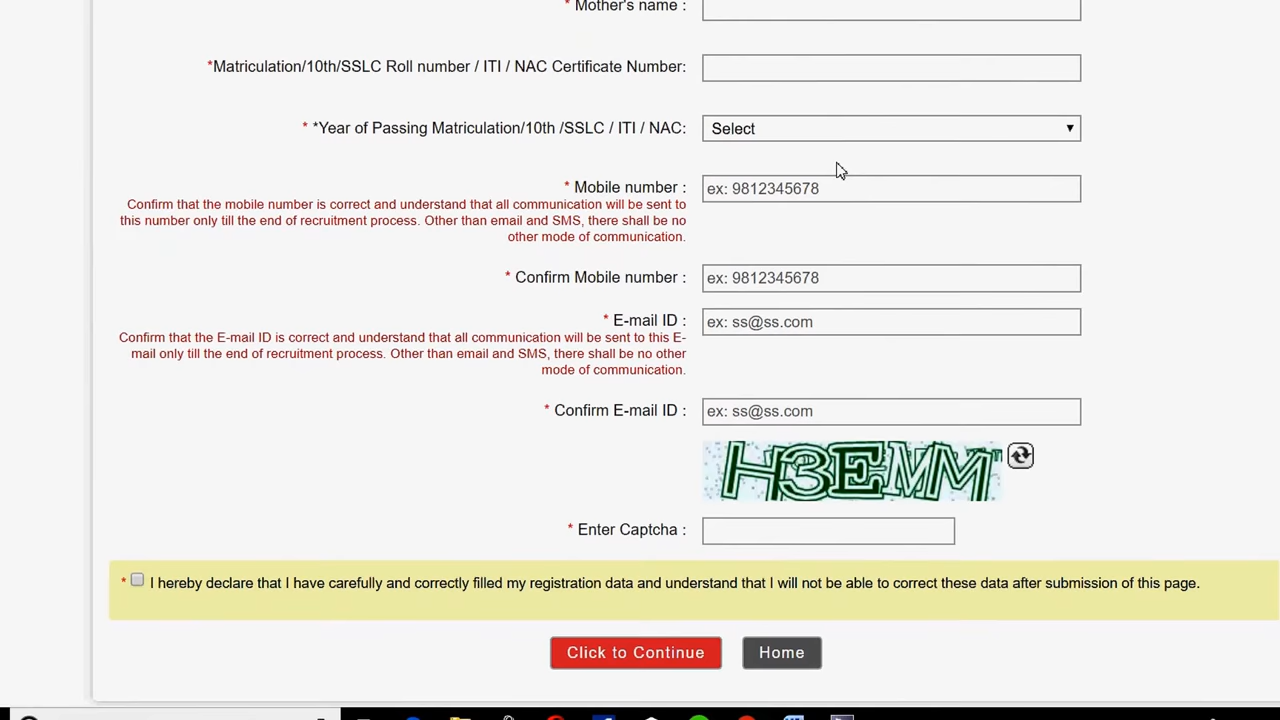 * Mother's name :
*Matriculation/10th/SSLC Roll number / ITI / NAC Certificate Number:
* *Year of Passing Matriculation/10th /SSLC / ITI / NAC:
Select
* Mobile number :
ex: 9812345678
Confirm that the mobile number is correct and understand that all communication will be sent to
this number only till the end of recruitment process. Other than email and SMS, there shall be no
other mode of communication.
* Confirm Mobile number :
ex: 9812345678
* E-mail ID :
ex: ss@ss.com
Confirm that the E-mail ID is correct and understand that all communication will be sent to this E-
mail only till the end of recruitment process. Other than email and SMS, there shall be no other
mode of communication.
* Confirm E-mail ID :
ex: ss@ss.com
H3EMM
* Enter Captcha :
* I hereby declare that I have carefully and correctly filled my registration data and understand that I will not be able to correct these data after submission of this page.
Click to Continue
Home